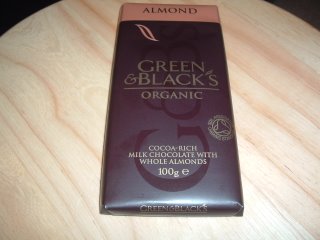 ALMOND
GREEN
&BLACK'S
ORGANIC
COCOA-RICH
MILK CHOCOLATE WITH
WHOLE ALMONDS
100g e
GREEN&BLACK'S